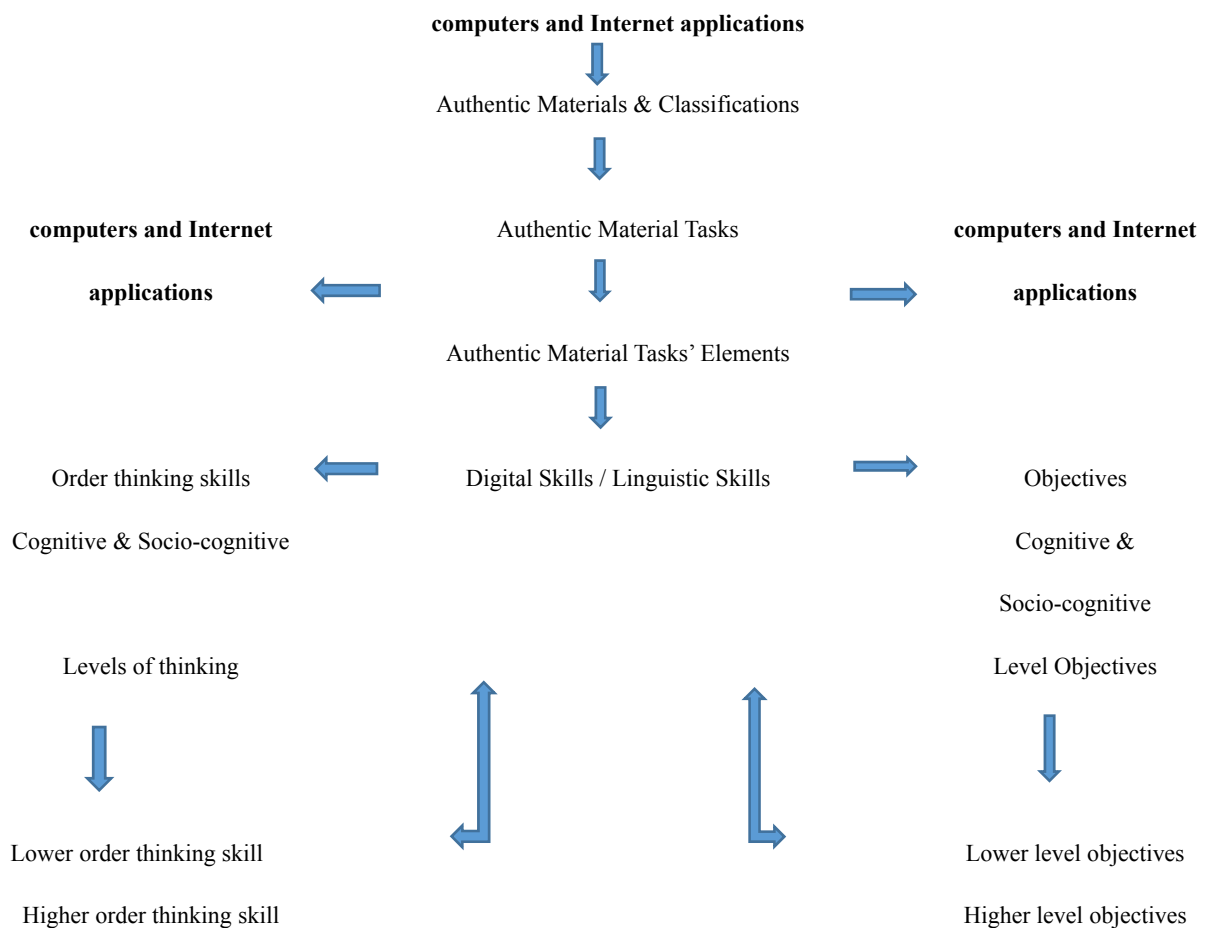 computers and Internet applications
Authentic Materials & Classifications
computers and Internet
applications
Authentic Material Tasks
computers and Internet
applications
Authentic Material Tasks’ Elements
Order thinking skills
Cognitive & Socio-cognitive
Digital Skills / Linguistic Skills
Objectives
Cognitive &
Socio-cognitive
Levels of thinking
Level Objectives
Lower order thinking skill
Higher order thinking skill
Lower level objectives
Higher level objectives